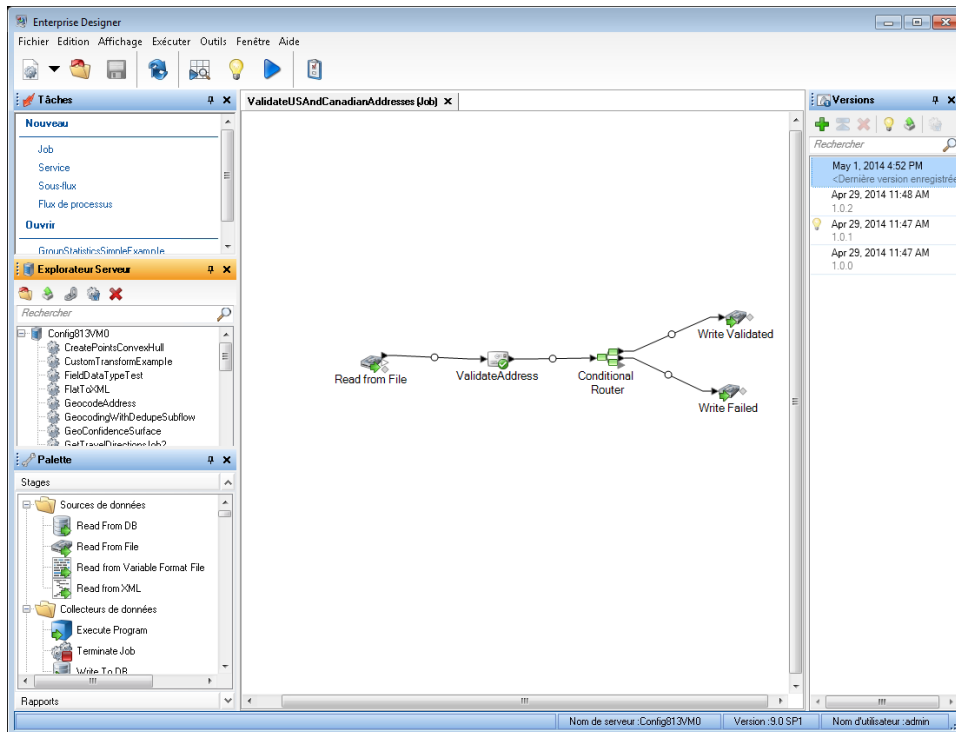 Enterprise Designer
Fichier Edition Affichage Exécuter Outils Fenêtre Aide
Tâches
Nouveau
Job
Service
Sous-flux
Flux de processus
Ouvrir
GroupStatisticsSimpleExample
Explorateur Serveur
Rechercher
Config813VM0
CreatePointsConvexHull
CustomTransformExample
FieldDataTypeTest
FlatToXML
GeocodeAddress
GeocodingWithDedupeSubflow
GeoConfidenceSurface
GetTravelDirectionsJob2
Palette
Stages
Sources de données
Read From DB
Read From File
Read from Variable Format File
Read from XML
Collecteurs de données
Execute Program
Terminate Job
Write To DB
Rapports
ValidateUSAndCanadianAddresses (Job)
Read from File
ValidateAddress
Conditional
Router
Write Validated
Write Failed
Versions
Rechercher
May 1, 2014 4:52 PM
<Dernière version enregistrée
Apr 29, 2014 11:48 AM
1.0.2
Apr 29, 2014 11:47 AM
1.0.1
Apr 29, 2014 11:47 AM
1.0.0
Nom de serveur :Config813VM0 Version :9.0 SP1 Nom d'utilisateur :admin